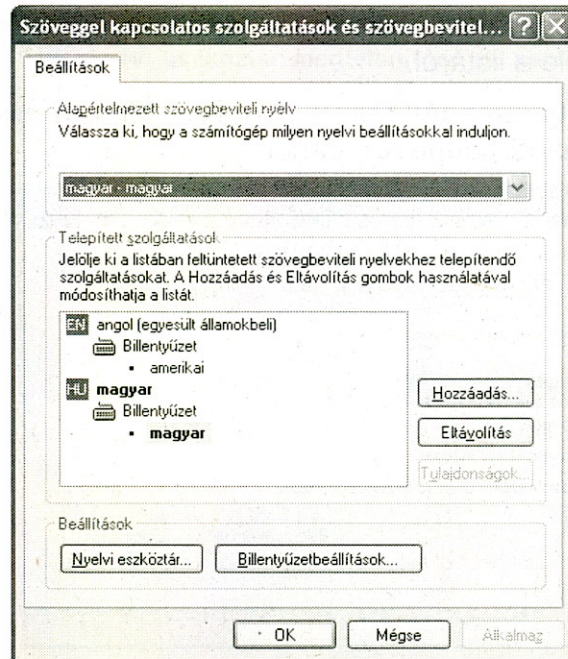 Szöveggel kapcsolatos szolgáltatások és szövegbevitel...
Beállítások
Alapértelmezett szövegbeviteli nyelv
Válassza ki, hogy a számítógép milyen nyelvi beállításokkal induljon.
magyar - magyar
Telepített szolgáltatások
Jelölje ki a listában feltüntetett szövegbeviteli nyelvekhez telepítendő
szolgáltatásokat. A Hozzáadás és Eltávolítás gombok használatával
módosíthatja a listát.
EN angol (egyesült államokbeli)
Billentyűzet
• amerikai
HU magyar
Billentyűzet
• magyar
Hozzáadás...
Eltávolítás
Tulajdonságok...
Beállítások
Nyelvi eszköztár...
Billentyűzetbeállítások...
OK
Mégse
Alkalmaz